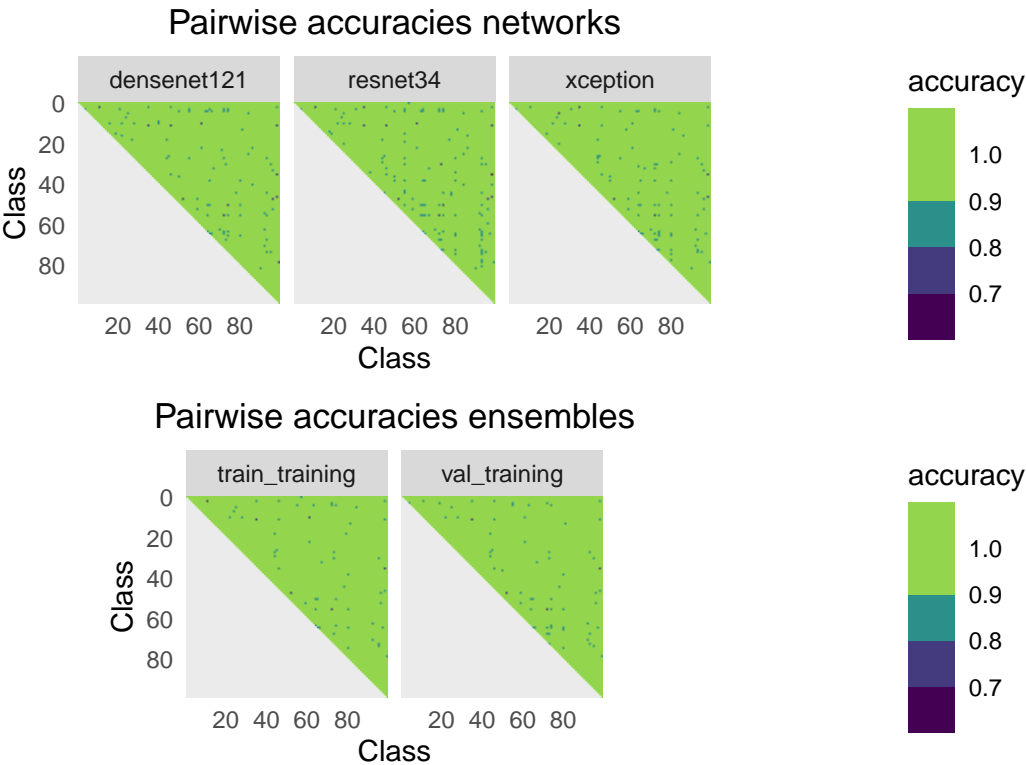 Pairwise accuracies networks
densenet121 resnet34 xception
accuracy
1.0
0.9
0.8
0.7
Class
0
20
40
60
80
20 40 60 80 20 40 60 80 20 40 60 80
Class
Pairwise accuracies ensembles
train_training val_training
accuracy
1.0
0.9
0.8
0.7
Class
0
20
40
60
80
20 40 60 80 20 40 60 80
Class